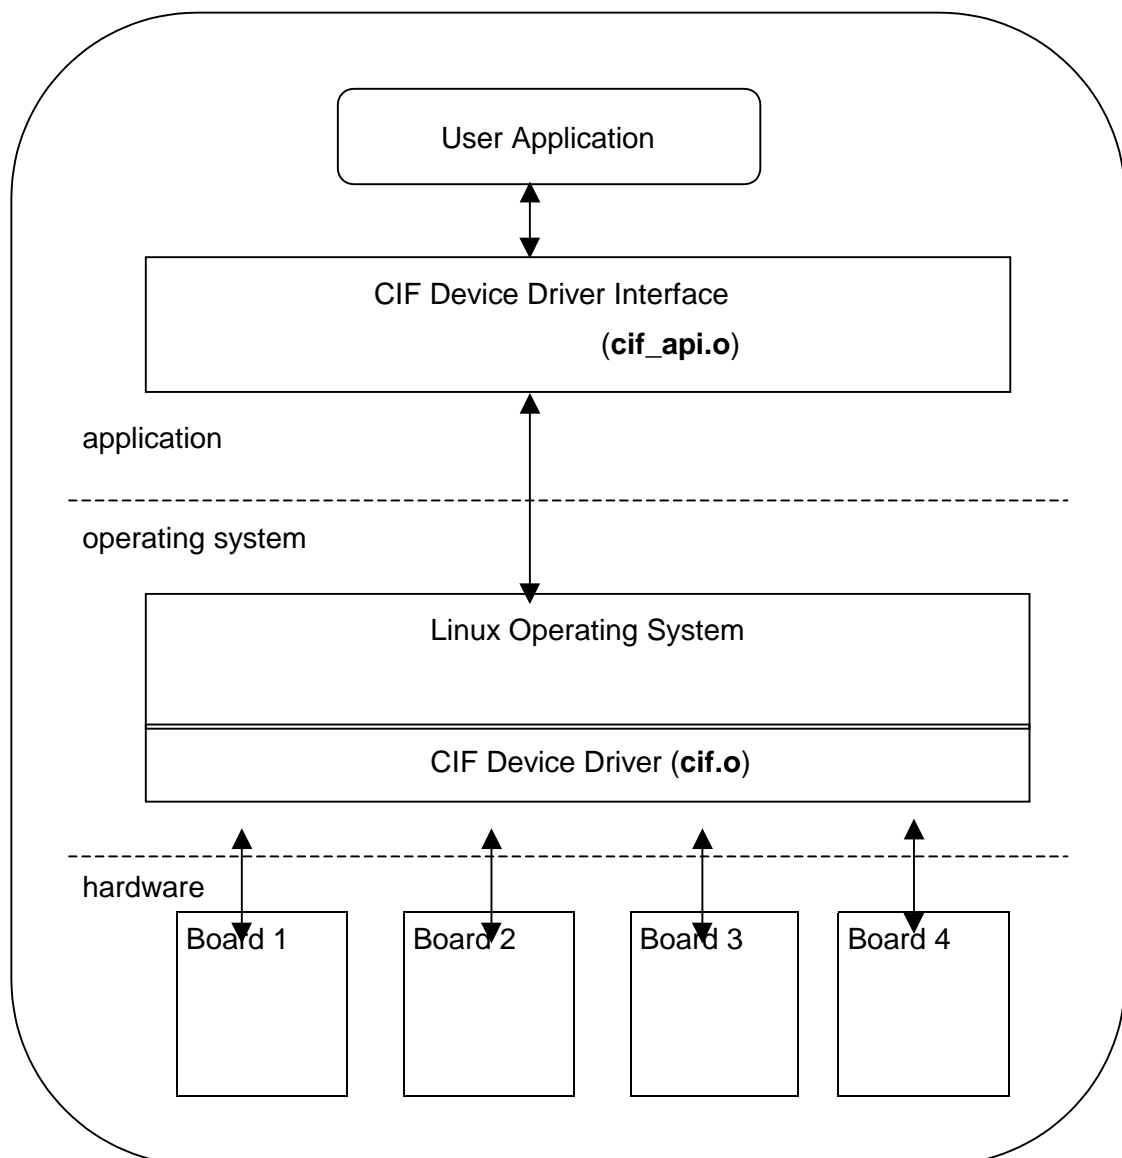 User Application
CIF Device Driver Interface
(cif_api.o)
application
operating system
Linux Operating System
CIF Device Driver (cif.o)
hardware
Board 1
Board 2
Board 3
Board 4